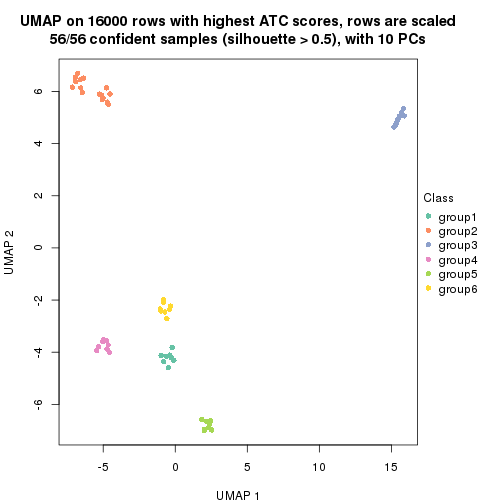 UMAP on 16000 rows with highest ATC scores, rows are scaled
56/56 confident samples (silhouette > 0.5), with 10 PCs
6
4
2
0
-2
-4
-6
UMAP 2
-5
0
5
10
15
UMAP 1
Class
group1
group2
group3
group4
group5
group6